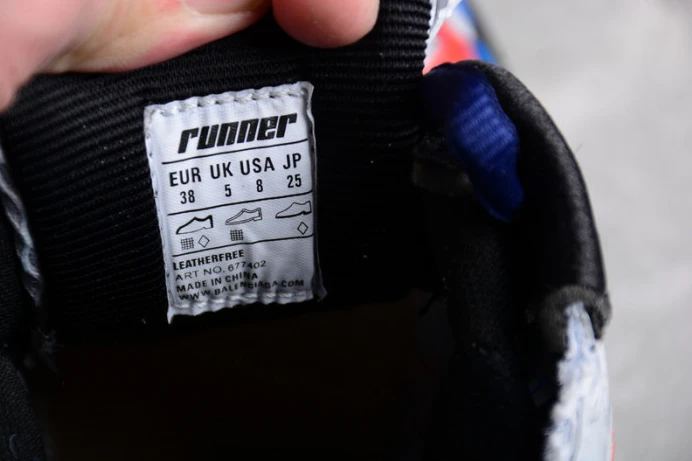 runner
EUR UK USA JP
38 5 8 25
LEATHERFREE
ART NO. 677402
MADE IN CHINA
WWW.BALENCIAGA.COM